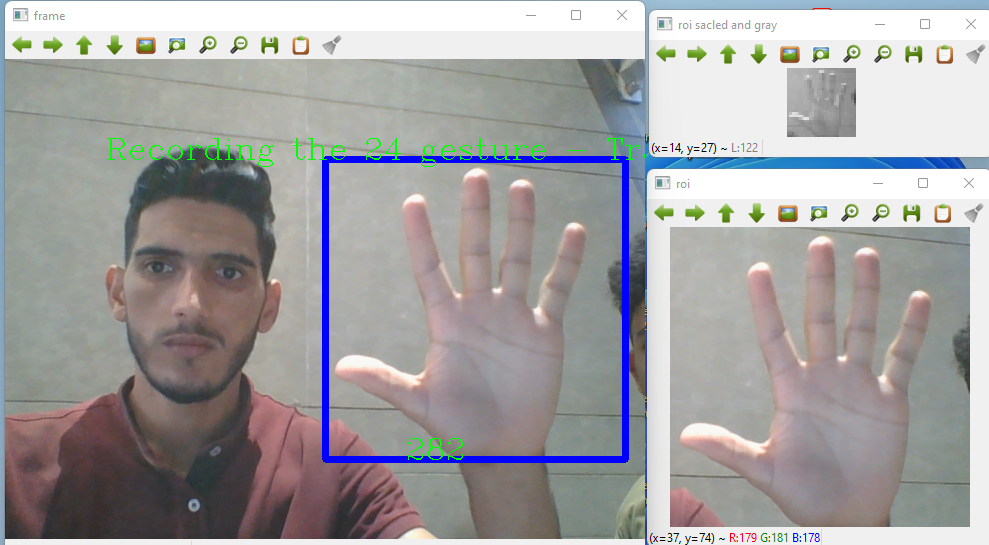 frame
Recording the 24 gesture - Tr
282
roi sacled and gray
(x=14, y=27) ~ L:122
roi
(x=37, y=74) ~ R:179 G:181 B:178